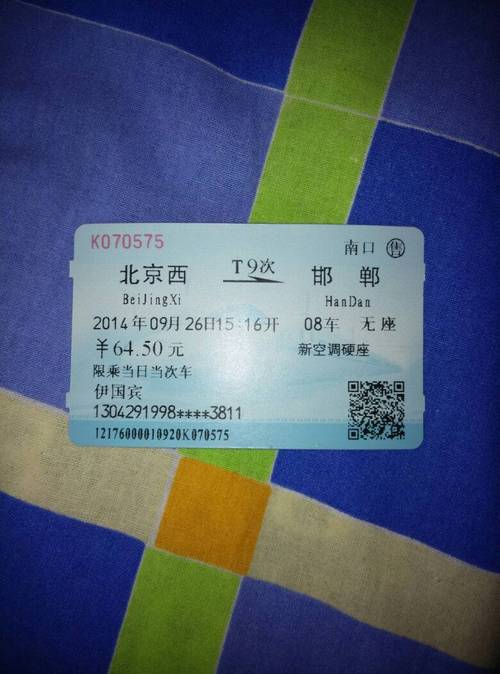 K070575 南口 售
北京西 T9次 邯郸
BeiJingXi HanDan
2014年09月26日15:16开 08车 无座
￥64.50元 新空调硬座
限乘当日当次车
伊国宾
1304291998****3811
12176000010920K070575